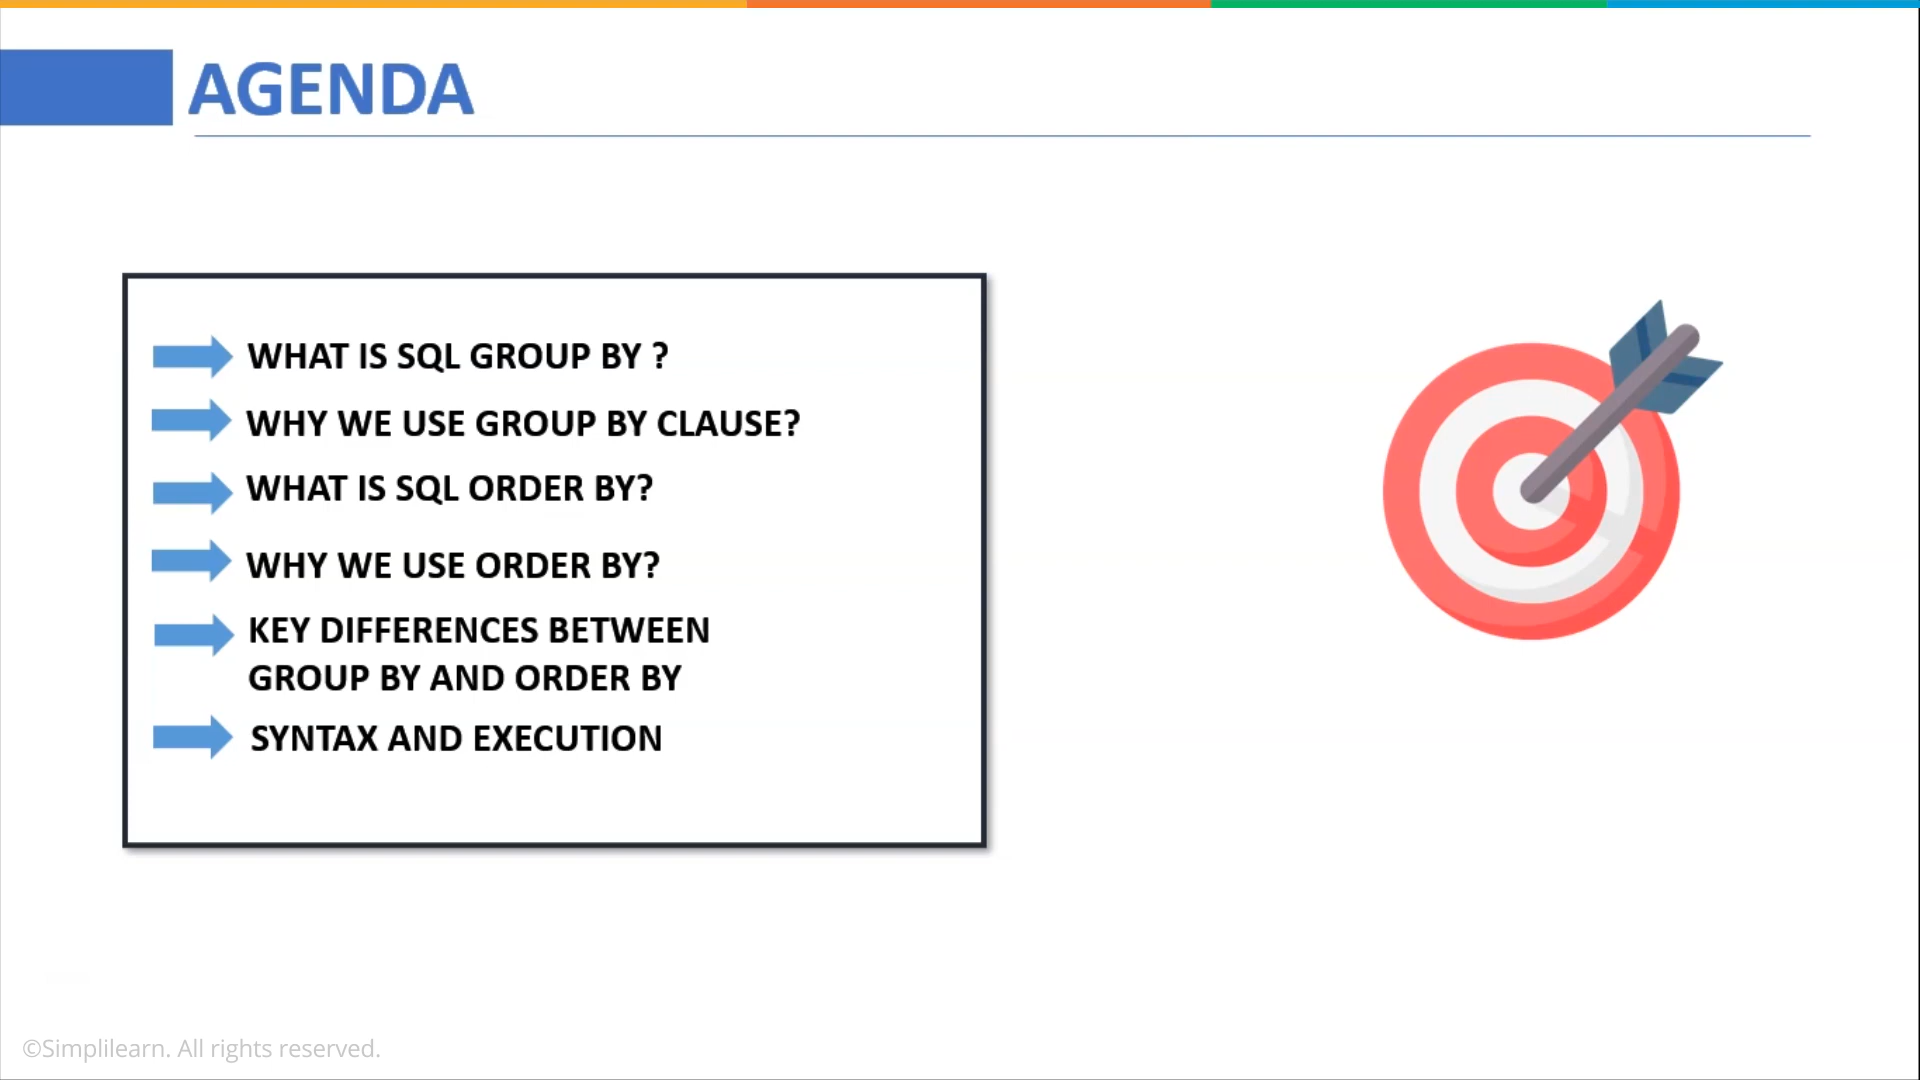 AGENDA
WHAT IS SQL GROUP BY ?
WHY WE USE GROUP BY CLAUSE?
WHAT IS SQL ORDER BY?
WHY WE USE ORDER BY?
KEY DIFFERENCES BETWEEN
GROUP BY AND ORDER BY
SYNTAX AND EXECUTION
©Simplilearn. All rights reserved.